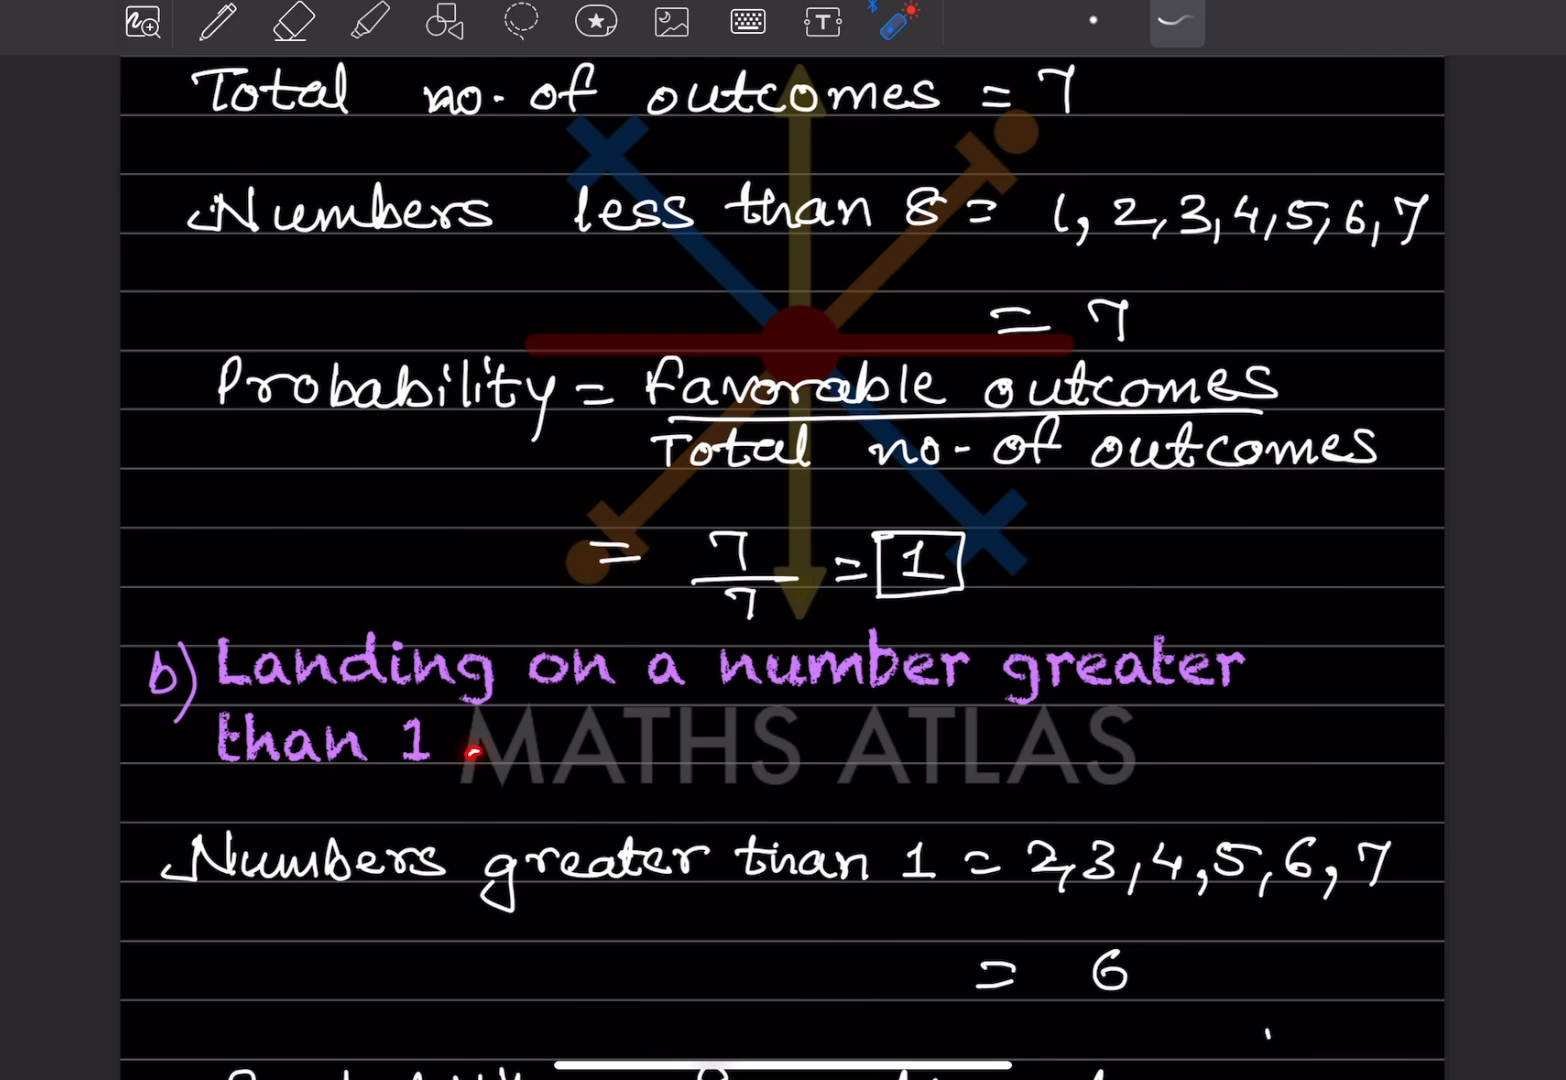 Total no. of outcomes = 7
Numbers less than 8 = 1, 2, 3, 4, 5, 6, 7
= 7
Probability = favorable outcomes
Total no. of outcomes
= 7/7 = 1
b) Landing on a number greater
than 1
MATHS ATLAS
Numbers greater than 1 = 2, 3, 4, 5, 6, 7
= 6